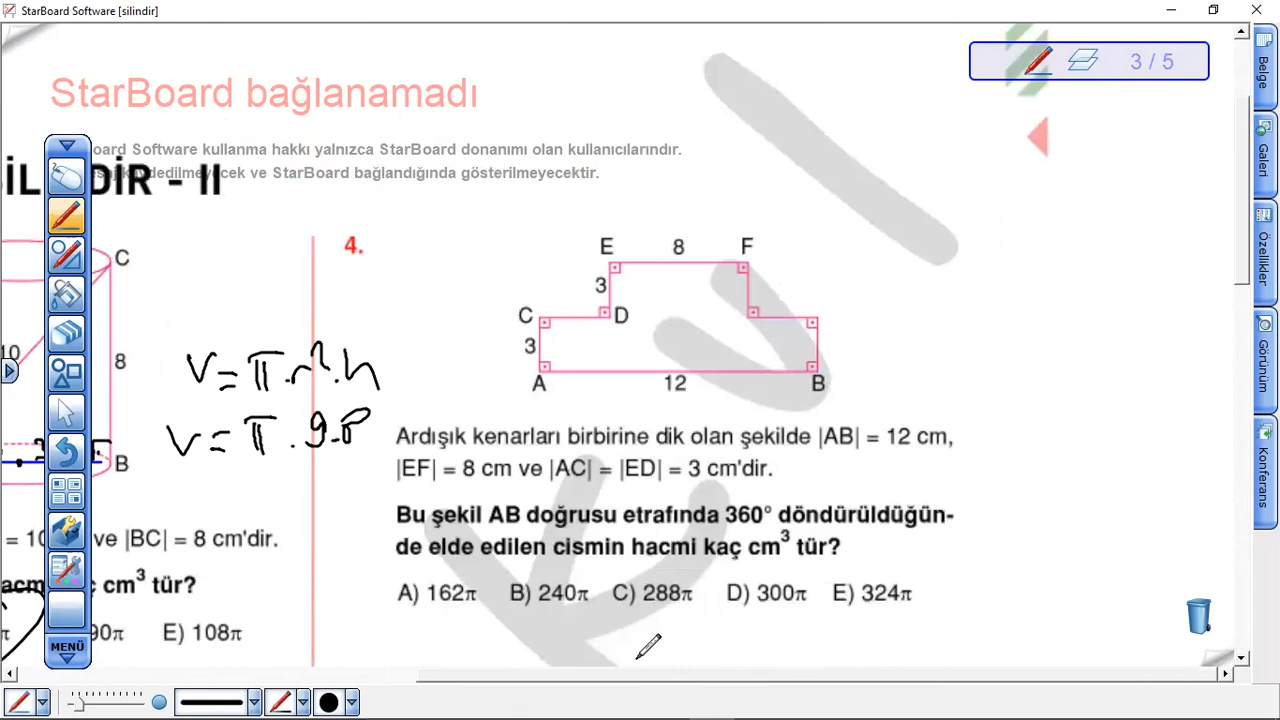 StarBoard Software [silindir]
3 / 5
StarBoard bağlanamadı
oard Software kullanma hakkı yalnızca StarBoard donanımı olan kullanıcılarındır.
kaydedilmeyecek ve StarBoard bağlandığında gösterilmeyecektir.
DİR - II
C
10
8
B
= 10 ve |BC| = 8 cm'dir.
cm³ tür?
90π E) 108π
V = π . r² . h
V = π . 9 . 8
4.
E 8 F
3
C D
3
A 12 B
Ardışık kenarları birbirine dik olan şekilde |AB| = 12 cm,
|EF| = 8 cm ve |AC| = |ED| = 3 cm'dir.
Bu şekil AB doğrusu etrafında 360° döndürüldüğün-
de elde edilen cismin hacmi kaç cm³ tür?
A) 162π B) 240π C) 288π D) 300π E) 324π
MENÜ
Belge
Galeri
Özellikler
Görünüm
Konferans